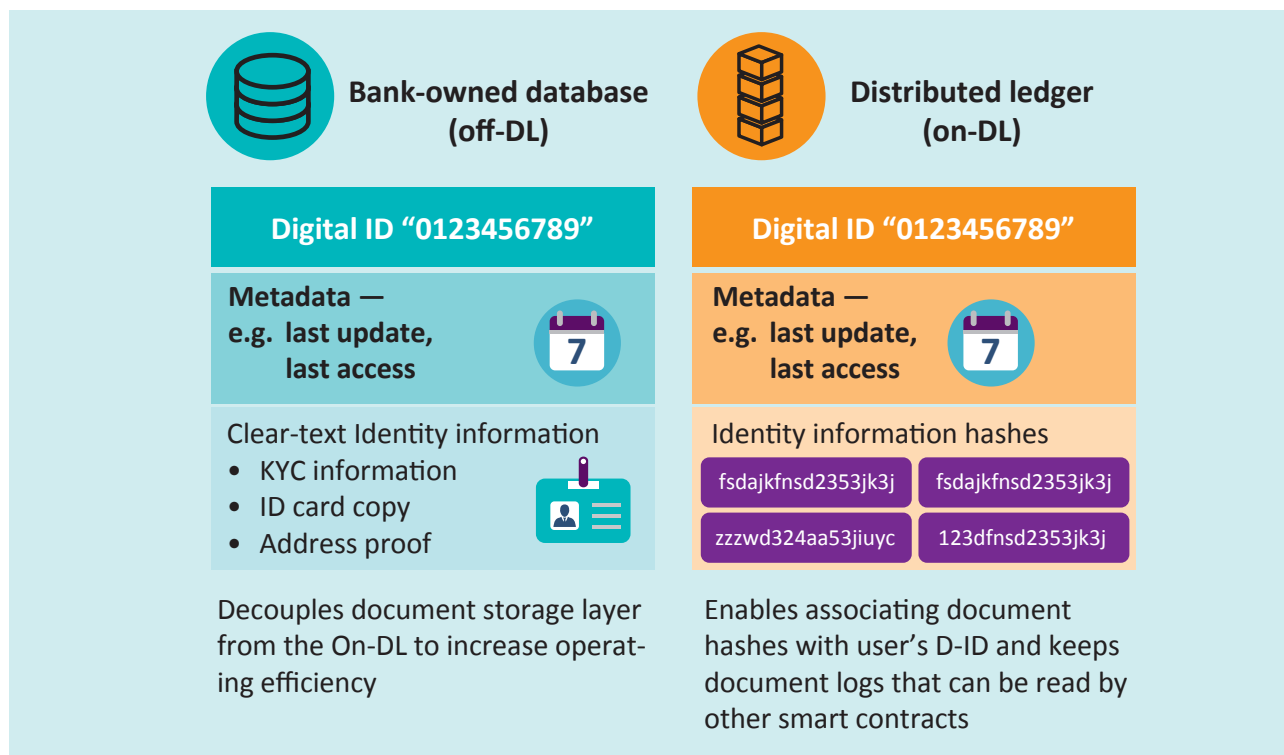 Bank-owned database
(off-DL)
Digital ID “0123456789”
Metadata —
e.g. last update,
last access
7
Clear-text Identity information
• KYC information
• ID card copy
• Address proof
Decouples document storage layer
from the On-DL to increase operat-
ing efficiency
Distributed ledger
(on-DL)
Digital ID “0123456789”
Metadata —
e.g. last update,
last access
7
Identity information hashes
fsdajkfnsd2353jk3j
fsdajkfnsd2353jk3j
zzzwd324aa53jiuyc
123dfnsd2353jk3j
Enables associating document
hashes with user’s D-ID and keeps
document logs that can be read by
other smart contracts